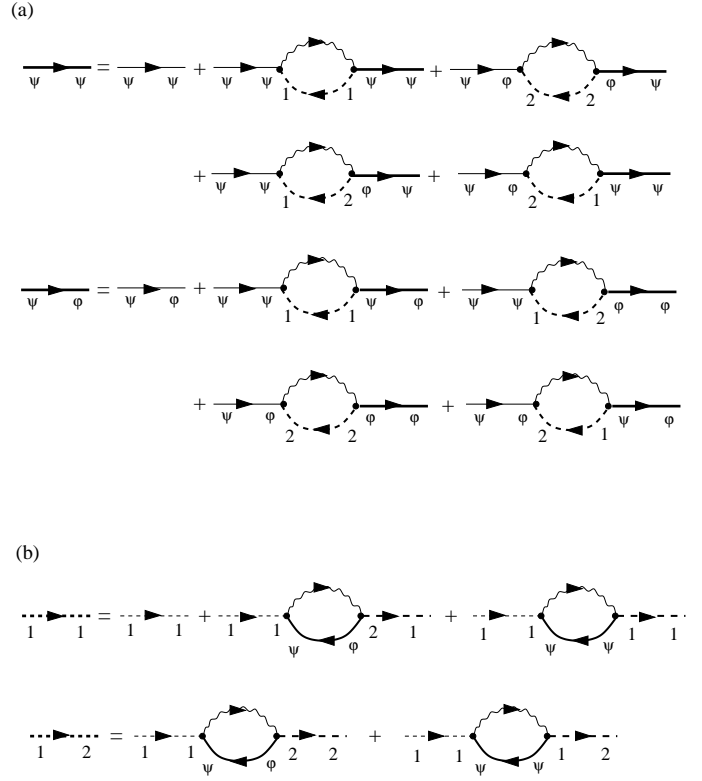 (a)
ψ ψ = ψ ψ + ψ ψ 1 1 ψ ψ + ψ φ 2 2 φ ψ
+ ψ ψ 1 2 φ ψ + ψ φ 2 1 ψ ψ
ψ φ = ψ φ + ψ ψ 1 1 ψ φ + ψ ψ 1 2 φ φ
+ ψ φ 2 2 φ φ + ψ φ 2 1 ψ φ
(b)
1 1 = 1 1 + 1 1 ψ φ 2 1 + 1 1 ψ ψ 1 1
1 2 = 1 1 ψ φ 2 2 + 1 1 ψ ψ 1 2